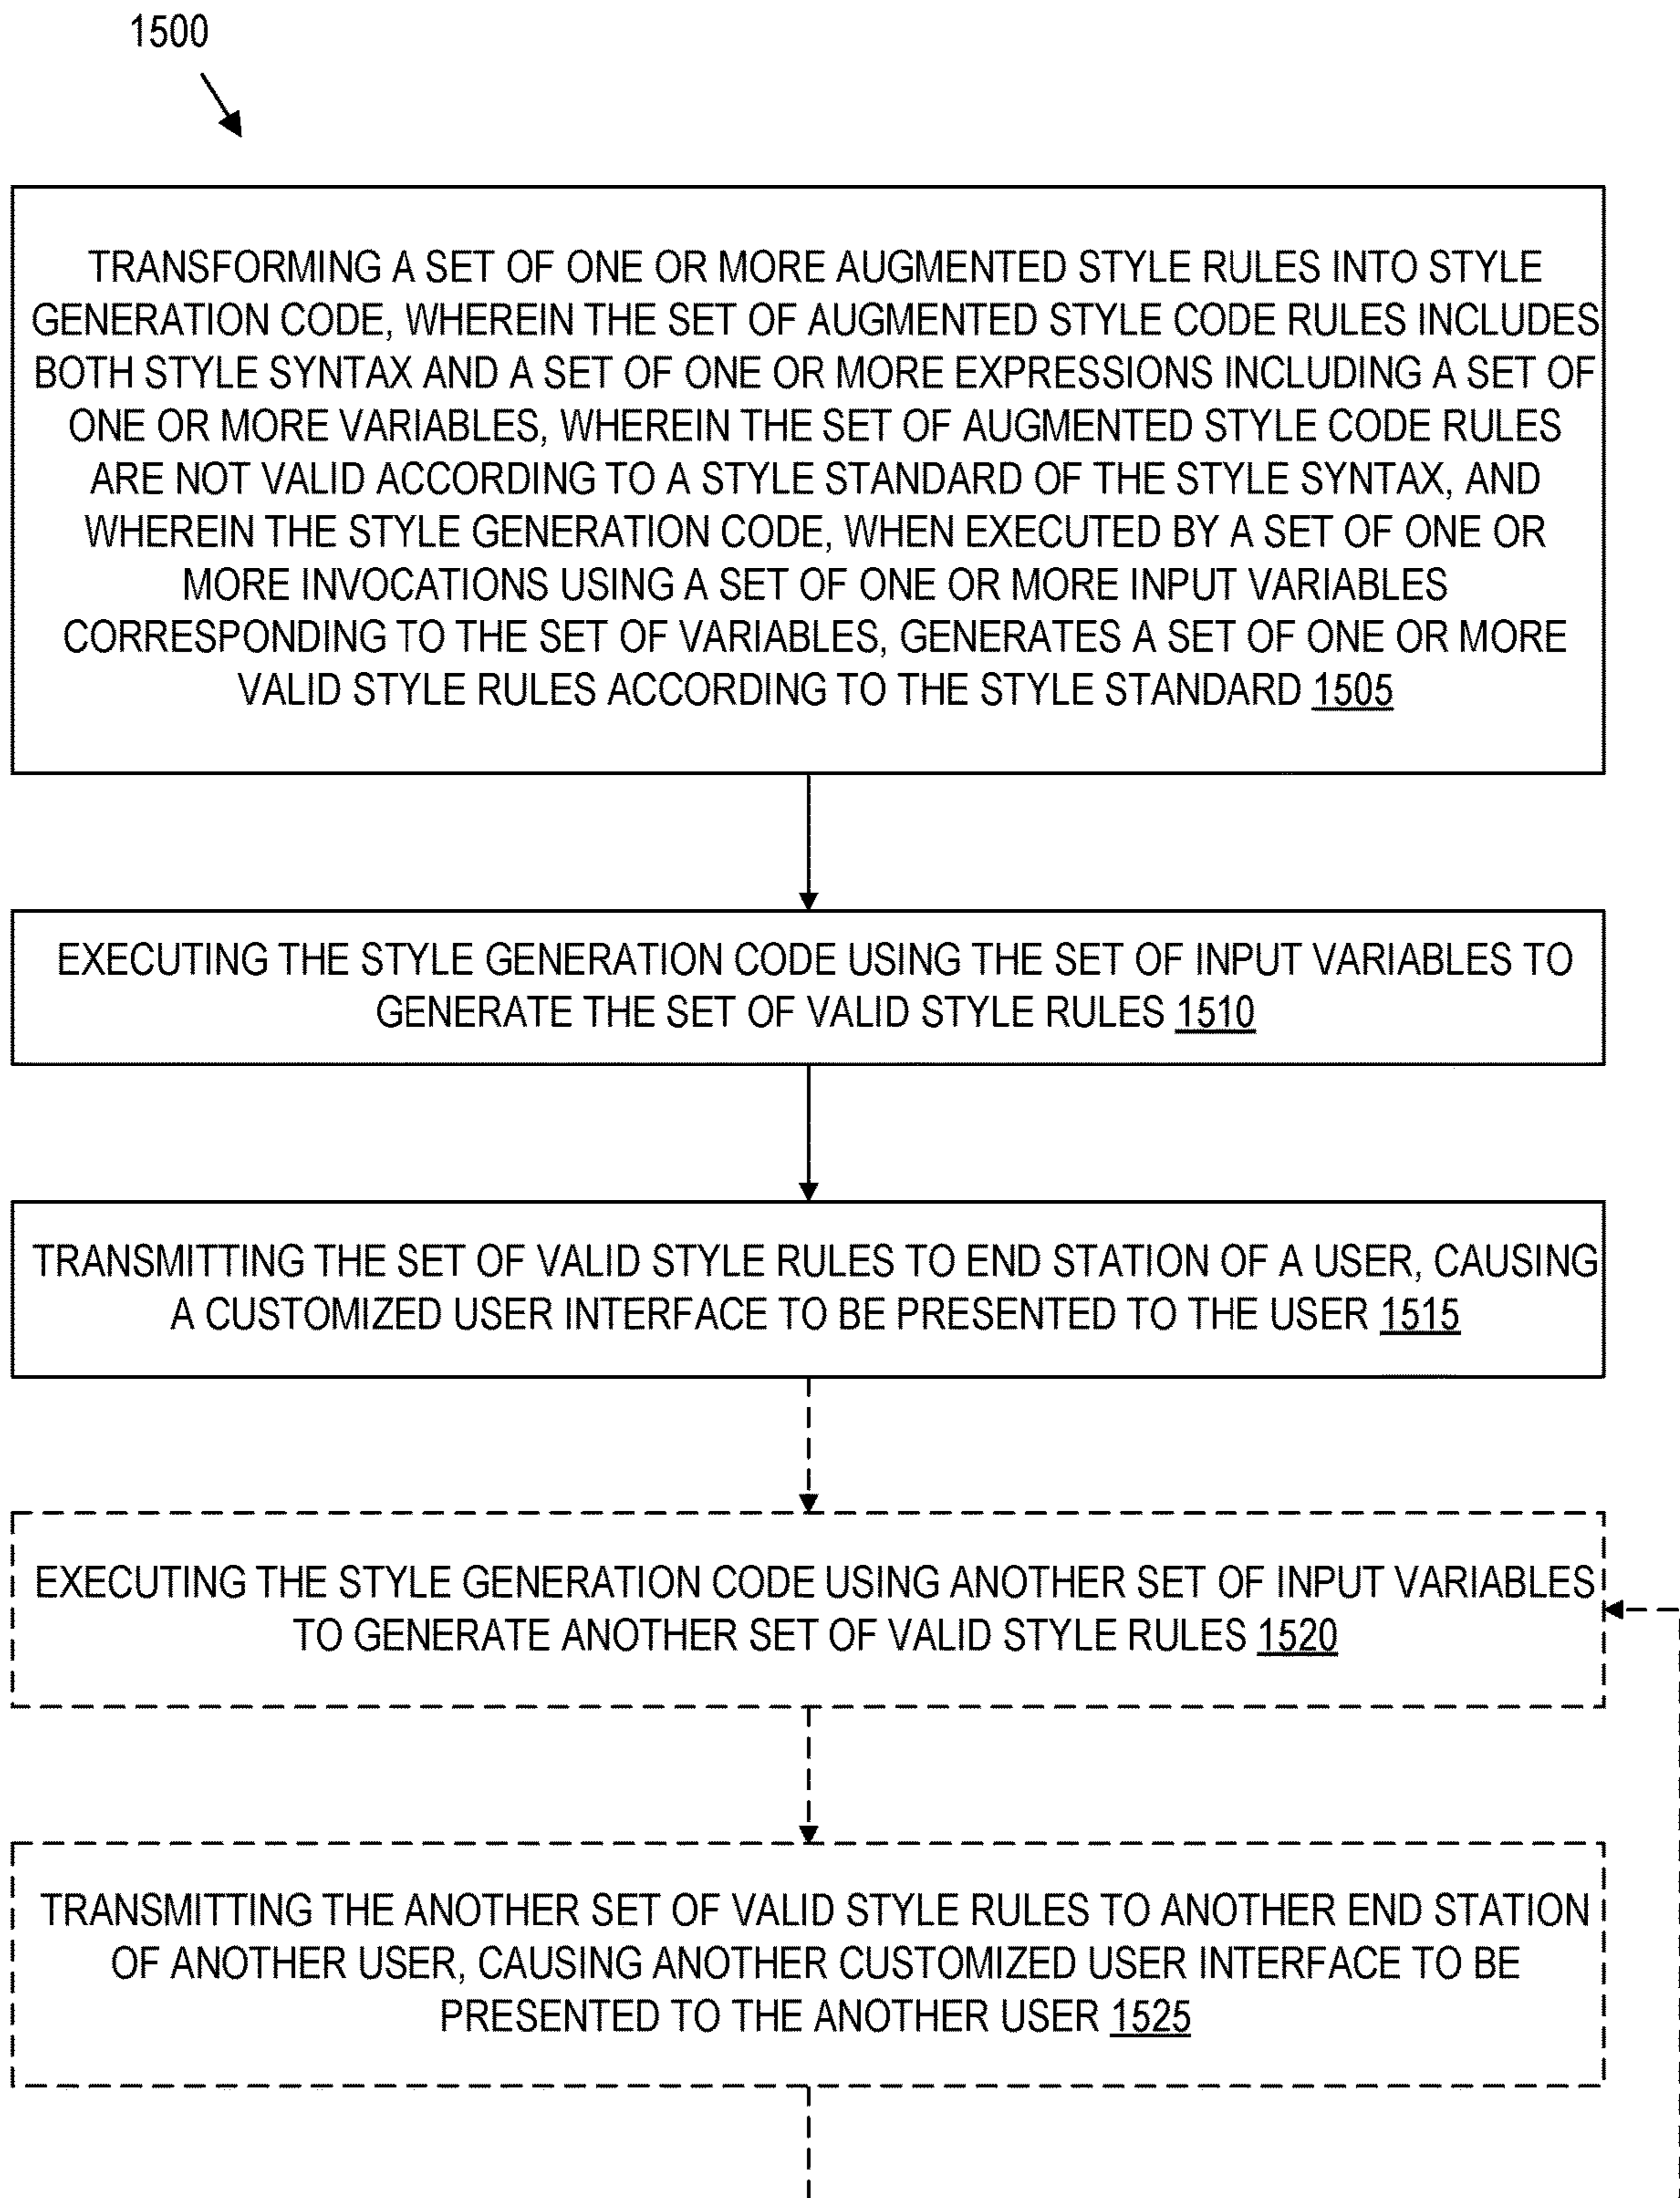 1500
TRANSFORMING A SET OF ONE OR MORE AUGMENTED STYLE RULES INTO STYLE
GENERATION CODE, WHEREIN THE SET OF AUGMENTED STYLE CODE RULES INCLUDES
BOTH STYLE SYNTAX AND A SET OF ONE OR MORE EXPRESSIONS INCLUDING A SET OF
ONE OR MORE VARIABLES, WHEREIN THE SET OF AUGMENTED STYLE CODE RULES
ARE NOT VALID ACCORDING TO A STYLE STANDARD OF THE STYLE SYNTAX, AND
WHEREIN THE STYLE GENERATION CODE, WHEN EXECUTED BY A SET OF ONE OR
MORE INVOCATIONS USING A SET OF ONE OR MORE INPUT VARIABLES
CORRESPONDING TO THE SET OF VARIABLES, GENERATES A SET OF ONE OR MORE
VALID STYLE RULES ACCORDING TO THE STYLE STANDARD 1505
EXECUTING THE STYLE GENERATION CODE USING THE SET OF INPUT VARIABLES TO
GENERATE THE SET OF VALID STYLE RULES 1510
TRANSMITTING THE SET OF VALID STYLE RULES TO END STATION OF A USER, CAUSING
A CUSTOMIZED USER INTERFACE TO BE PRESENTED TO THE USER 1515
EXECUTING THE STYLE GENERATION CODE USING ANOTHER SET OF INPUT VARIABLES
TO GENERATE ANOTHER SET OF VALID STYLE RULES 1520
TRANSMITTING THE ANOTHER SET OF VALID STYLE RULES TO ANOTHER END STATION
OF ANOTHER USER, CAUSING ANOTHER CUSTOMIZED USER INTERFACE TO BE
PRESENTED TO THE ANOTHER USER 1525